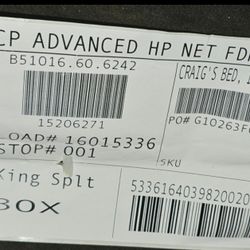 CP ADVANCED HP NET FD
B51016.60.6242
CRAIG'S BED,
15206271
PO# G10263F
LOAD# 16015336
STOP# 001
SKU
King Splt
BOX
5336164039820020